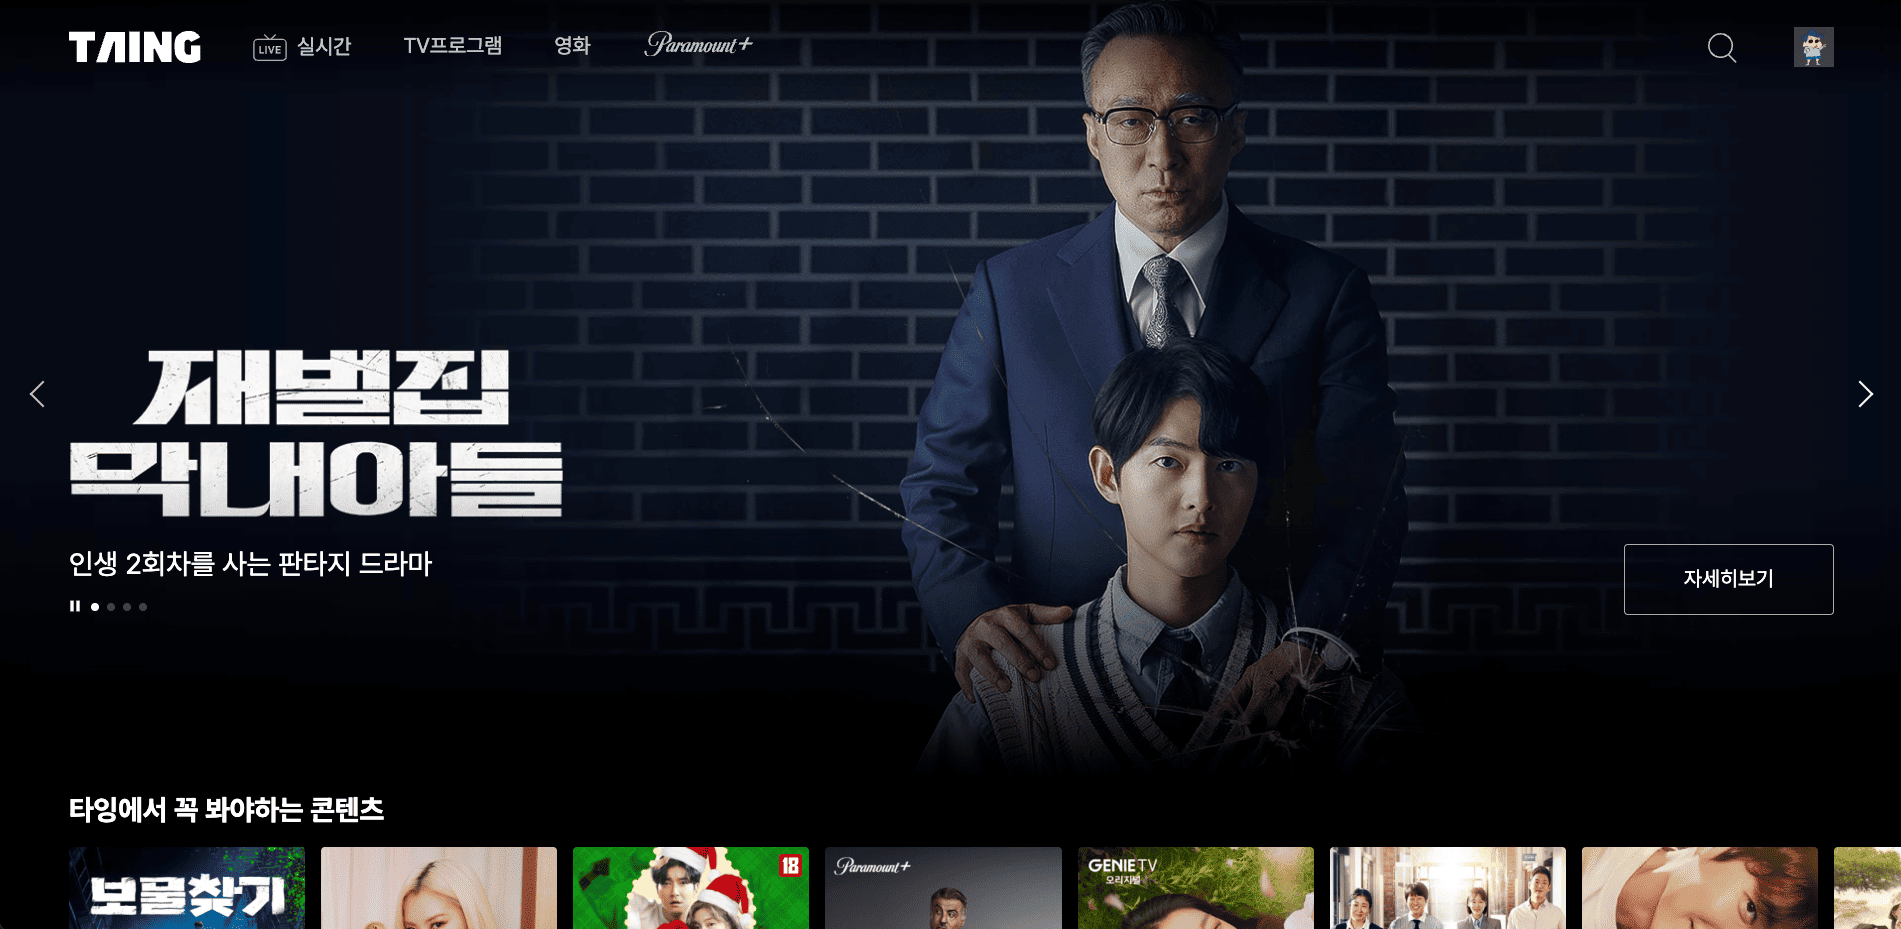 TAING
LIVE 실시간
TV프로그램
영화
Paramount+
재벌집
막내아들
인생 2회차를 사는 판타지 드라마
자세히보기
타잉에서 꼭 봐야하는 콘텐츠
보물찾기
18
Paramount+
GENIE TV
오리지널